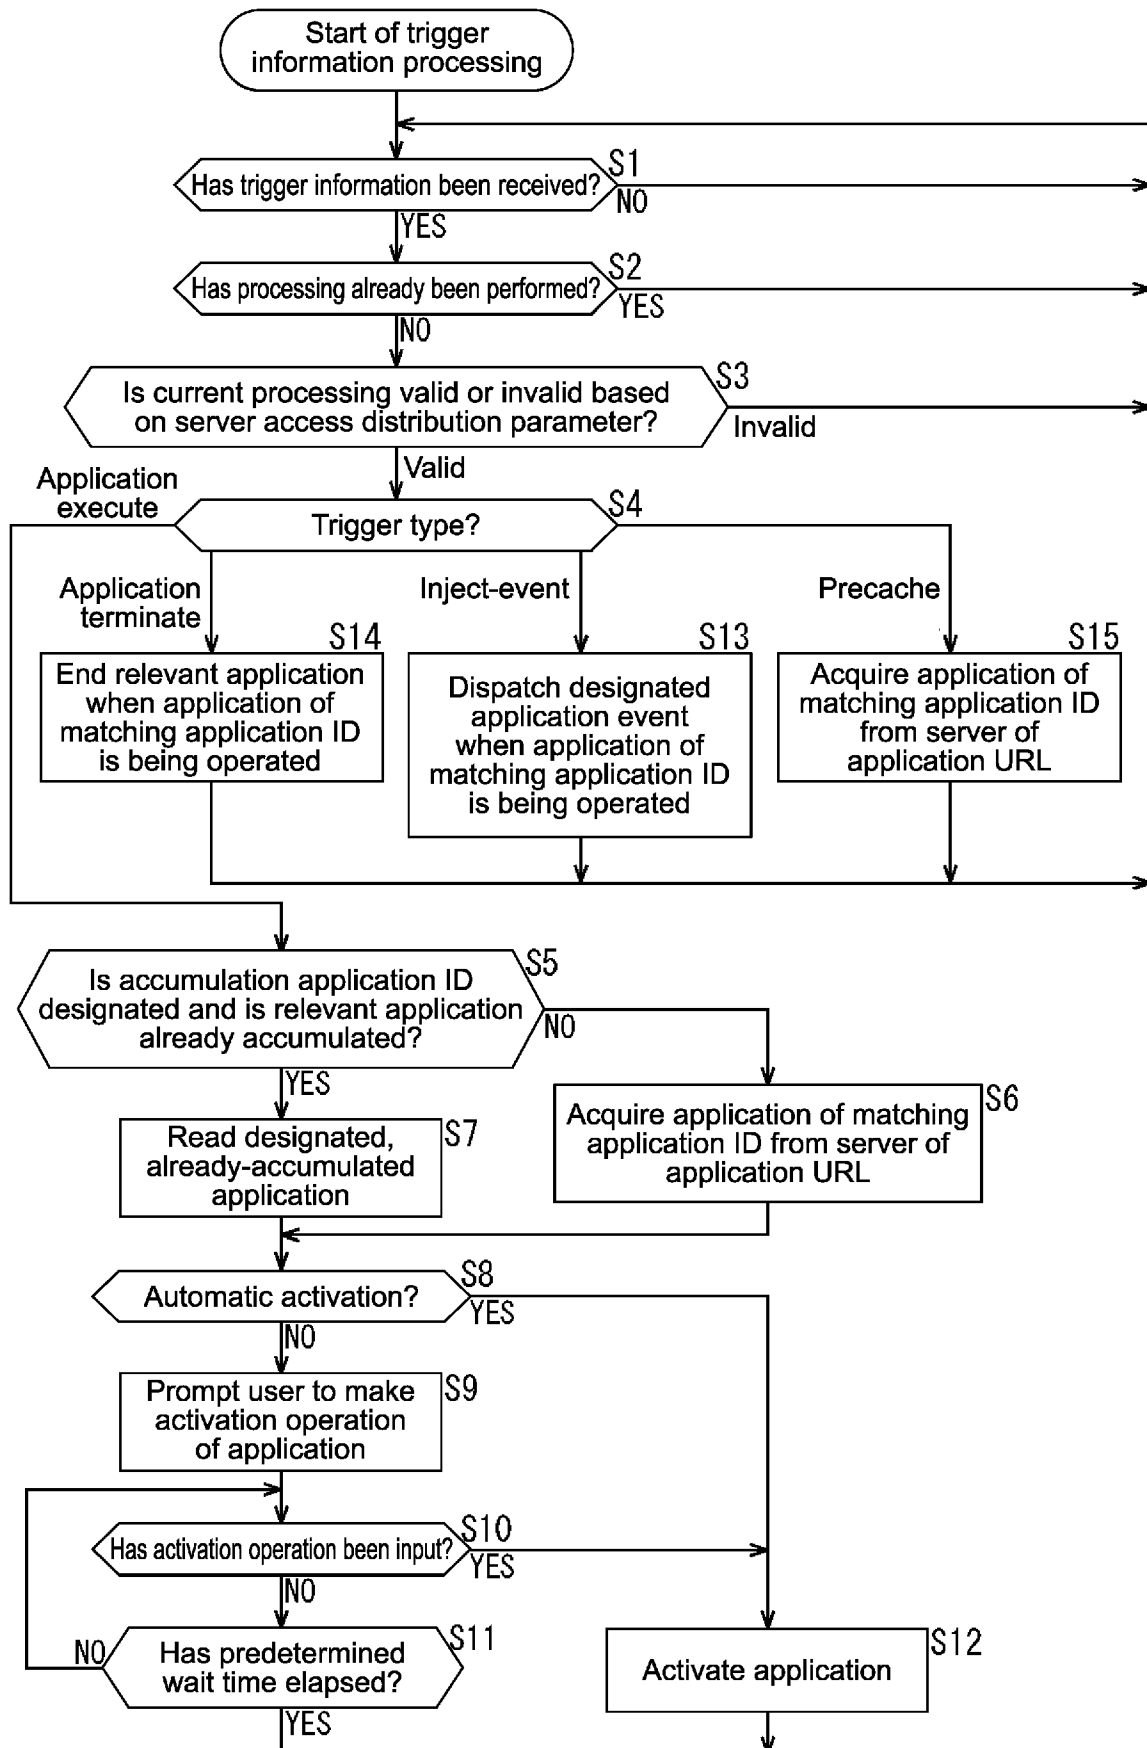 Start of trigger
information processing
S1
Has trigger information been received?
NO
YES
S2
Has processing already been performed?
YES
NO
S3
Is current processing valid or invalid based
on server access distribution parameter?
Invalid
Valid
Application
execute
S4
Trigger type?
Application
terminate
Inject-event
Precache
S14
End relevant application
when application of
matching application ID
is being operated
S13
Dispatch designated
application event
when application of
matching application ID
is being operated
S15
Acquire application of
matching application ID
from server of
application URL
S5
Is accumulation application ID
designated and is relevant application
already accumulated?
NO
YES
S6
Acquire application of matching
application ID from server of
application URL
S7
Read designated,
already-accumulated
application
S8
Automatic activation?
YES
NO
S9
Prompt user to make
activation operation
of application
S10
Has activation operation been input?
YES
NO
S11
NO
Has predetermined
wait time elapsed?
YES
S12
Activate application